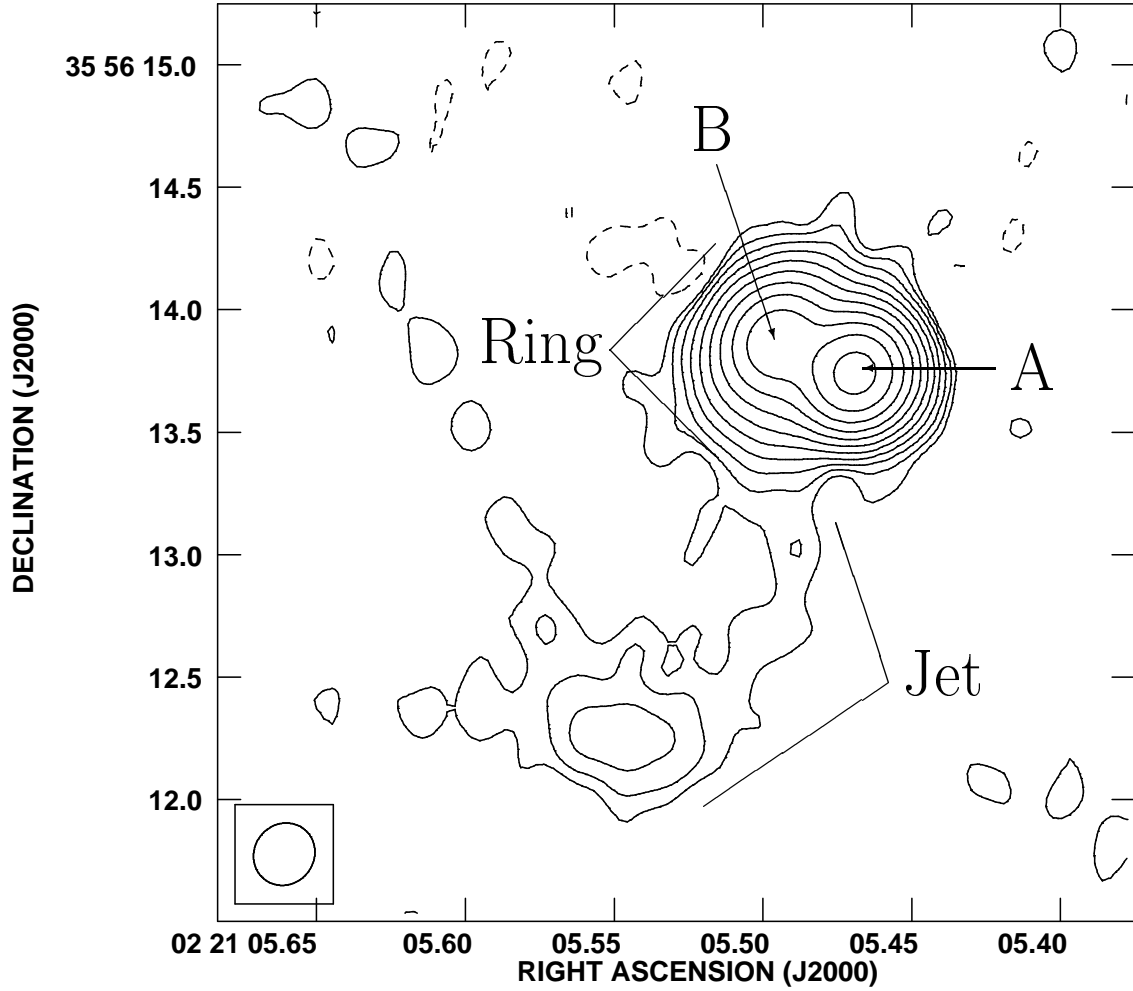 35 56 15.0
B
14.5
14.0
Ring
A
13.5
13.0
Jet
12.5
12.0
DECLINATION (J2000)
02 21 05.65 05.60 05.55 05.50 05.45 05.40
RIGHT ASCENSION (J2000)